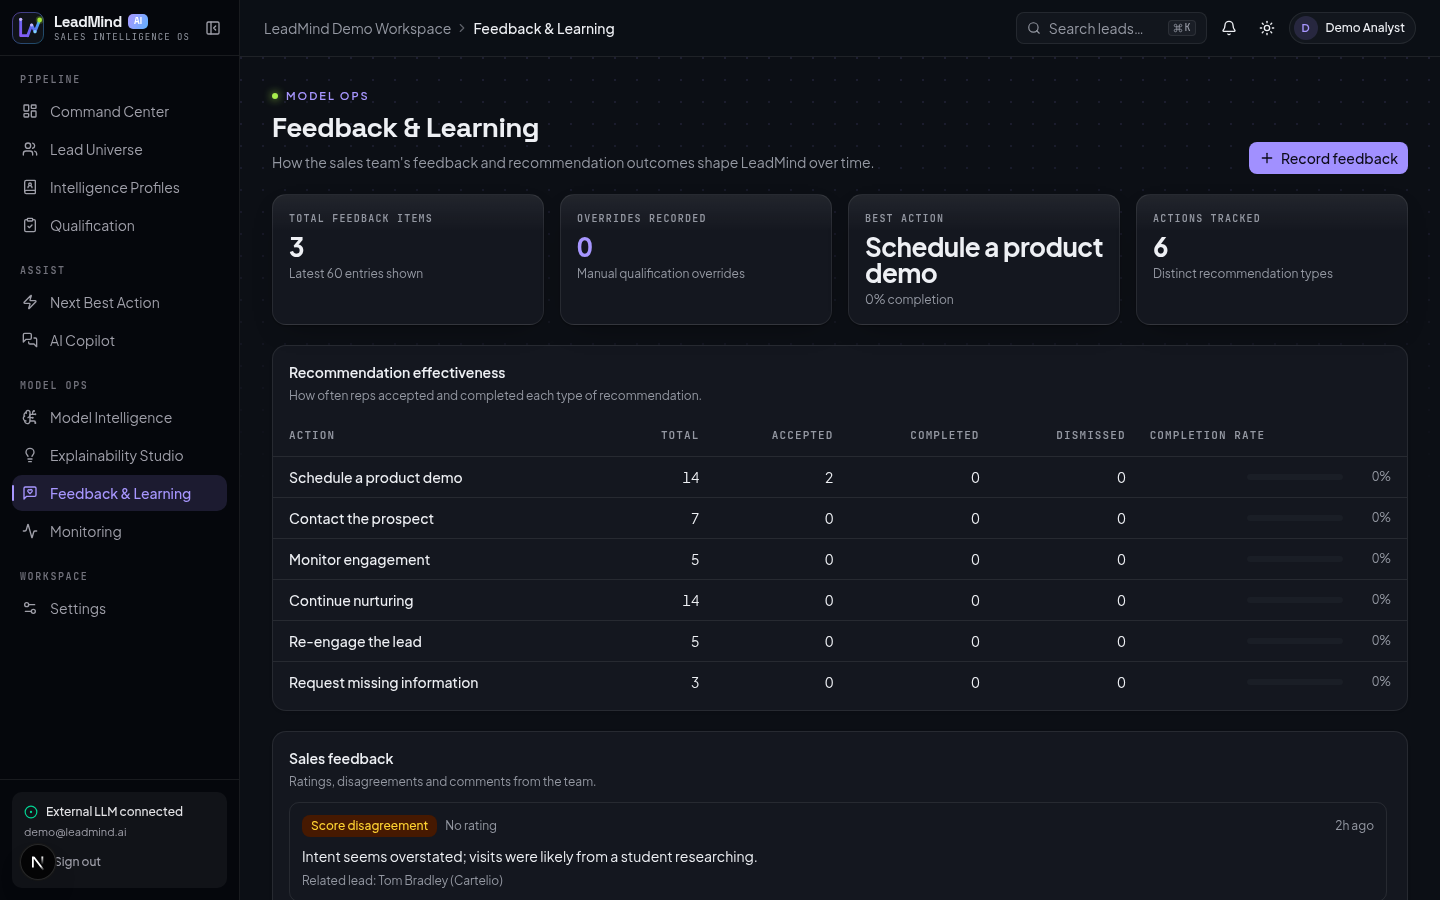 LeadMind AI
SALES INTELLIGENCE OS
PIPELINE
Command Center
Lead Universe
Intelligence Profiles
Qualification
ASSIST
Next Best Action
AI Copilot
MODEL OPS
Model Intelligence
Explainability Studio
Feedback & Learning
Monitoring
WORKSPACE
Settings
External LLM connected
demo@leadmind.ai
N Sign out
LeadMind Demo Workspace > Feedback & Learning
Search leads... ⌘K
D Demo Analyst
MODEL OPS
Feedback & Learning
How the sales team's feedback and recommendation outcomes shape LeadMind over time.
+ Record feedback
TOTAL FEEDBACK ITEMS
3
Latest 60 entries shown
OVERRIDES RECORDED
0
Manual qualification overrides
BEST ACTION
Schedule a product
demo
0% completion
ACTIONS TRACKED
6
Distinct recommendation types
Recommendation effectiveness
How often reps accepted and completed each type of recommendation.
ACTION TOTAL ACCEPTED COMPLETED DISMISSED COMPLETION RATE
Schedule a product demo 14 2 0 0 0%
Contact the prospect 7 0 0 0 0%
Monitor engagement 5 0 0 0 0%
Continue nurturing 14 0 0 0 0%
Re-engage the lead 5 0 0 0 0%
Request missing information 3 0 0 0 0%
Sales feedback
Ratings, disagreements and comments from the team.
Score disagreement No rating 2h ago
Intent seems overstated; visits were likely from a student researching.
Related lead: Tom Bradley (Cartelio)